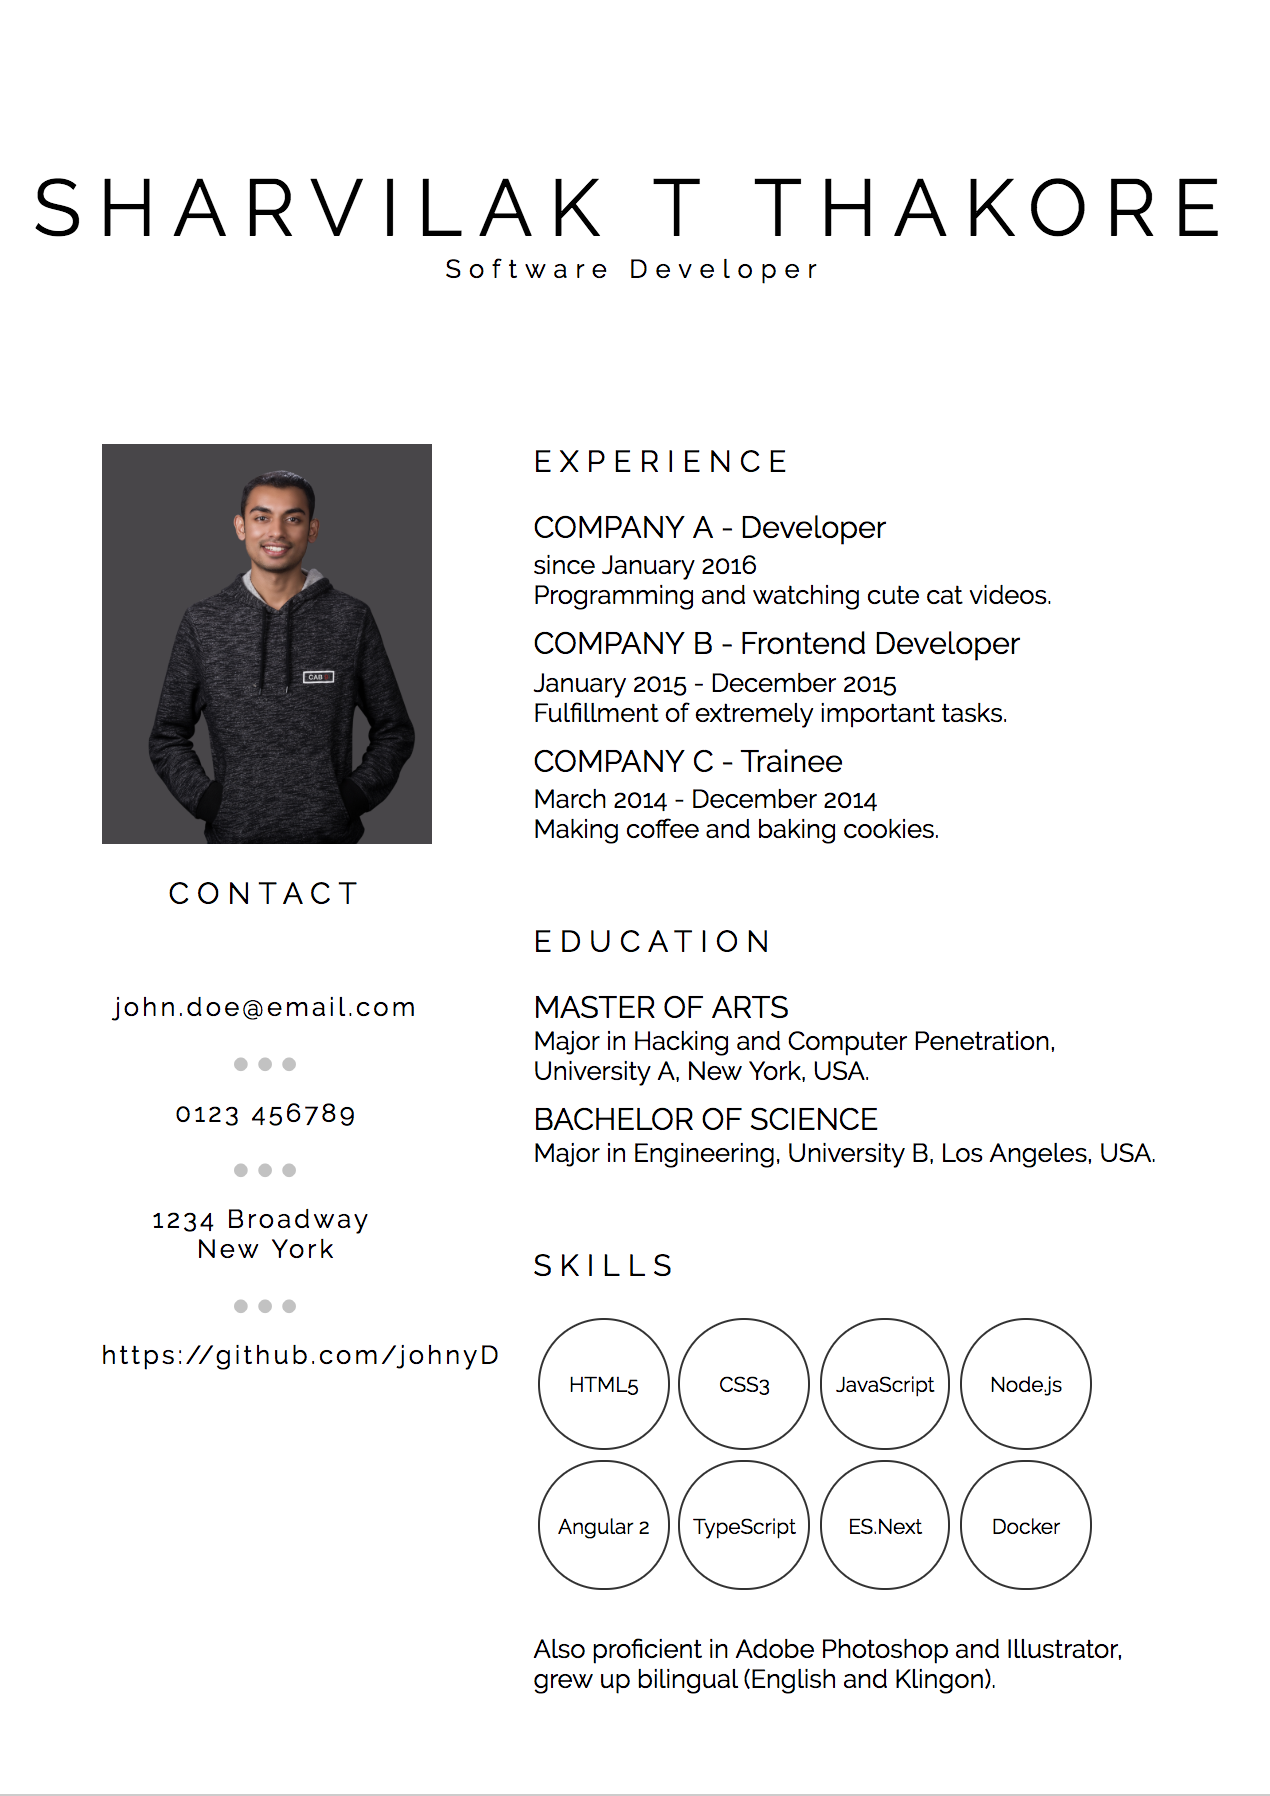 SHARVILAK T THAKORE
Software Developer
CAB
CONTACT
john.doe@email.com
0123 456789
1234 Broadway
New York
https://github.com/johnyD
EXPERIENCE
COMPANY A - Developer
since January 2016
Programming and watching cute cat videos.
COMPANY B - Frontend Developer
January 2015 - December 2015
Fulfillment of extremely important tasks.
COMPANY C - Trainee
March 2014 - December 2014
Making coffee and baking cookies.
EDUCATION
MASTER OF ARTS
Major in Hacking and Computer Penetration,
University A, New York, USA.
BACHELOR OF SCIENCE
Major in Engineering, University B, Los Angeles, USA.
SKILLS
HTML5 CSS3 JavaScript Node.js
Angular 2 TypeScript ES.Next Docker
Also proficient in Adobe Photoshop and Illustrator,
grew up bilingual (English and Klingon).